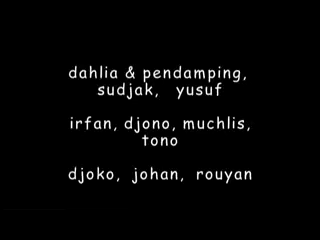 dahlia & pendamping,
sudjak, yusuf
irfan, djono, muchlis,
tono
djoko, johan, rouyan